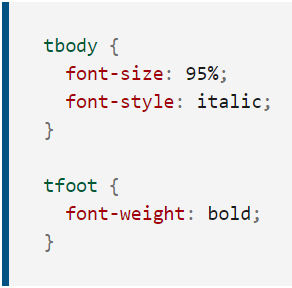 tbody {
  font-size: 95%;
  font-style: italic;
}

tfoot {
  font-weight: bold;
}